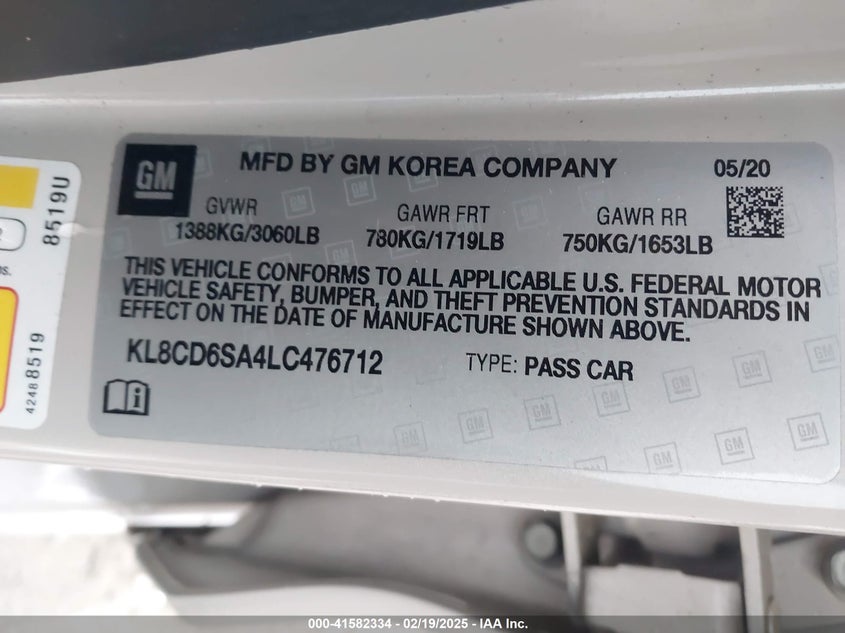 GM
MFD BY GM KOREA COMPANY
05/20
GVWR
1388KG/3060LB
GAWR FRT
780KG/1719LB
GAWR RR
750KG/1653LB
THIS VEHICLE CONFORMS TO ALL APPLICABLE U.S. FEDERAL MOTOR
VEHICLE SAFETY, BUMPER, AND THEFT PREVENTION STANDARDS IN
EFFECT ON THE DATE OF MANUFACTURE SHOWN ABOVE.
KL8CD6SA4LC476712
TYPE: PASS CAR
8519U
42488519
000-41582334 - 02/19/2025 - IAA Inc.